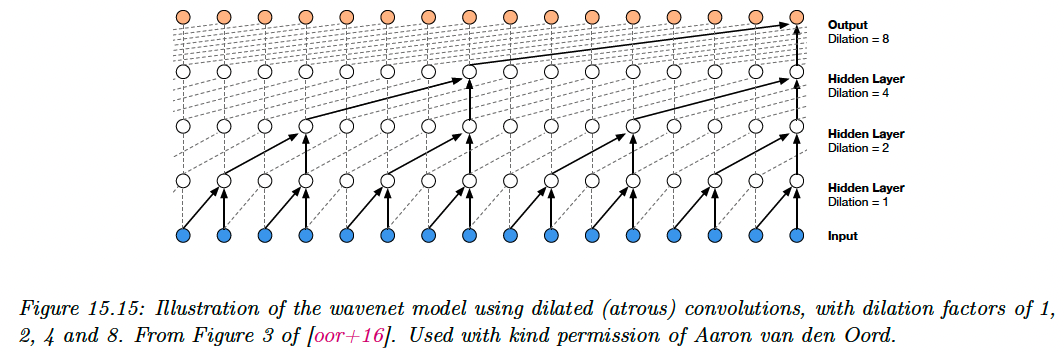 Output
Dilation = 8
Hidden Layer
Dilation = 4
Hidden Layer
Dilation = 2
Hidden Layer
Dilation = 1
Input
Figure 15.15: Illustration of the wavenet model using dilated (atrous) convolutions, with dilation factors of 1,
2, 4 and 8. From Figure 3 of [oor+16]. Used with kind permission of Aaron van den Oord.